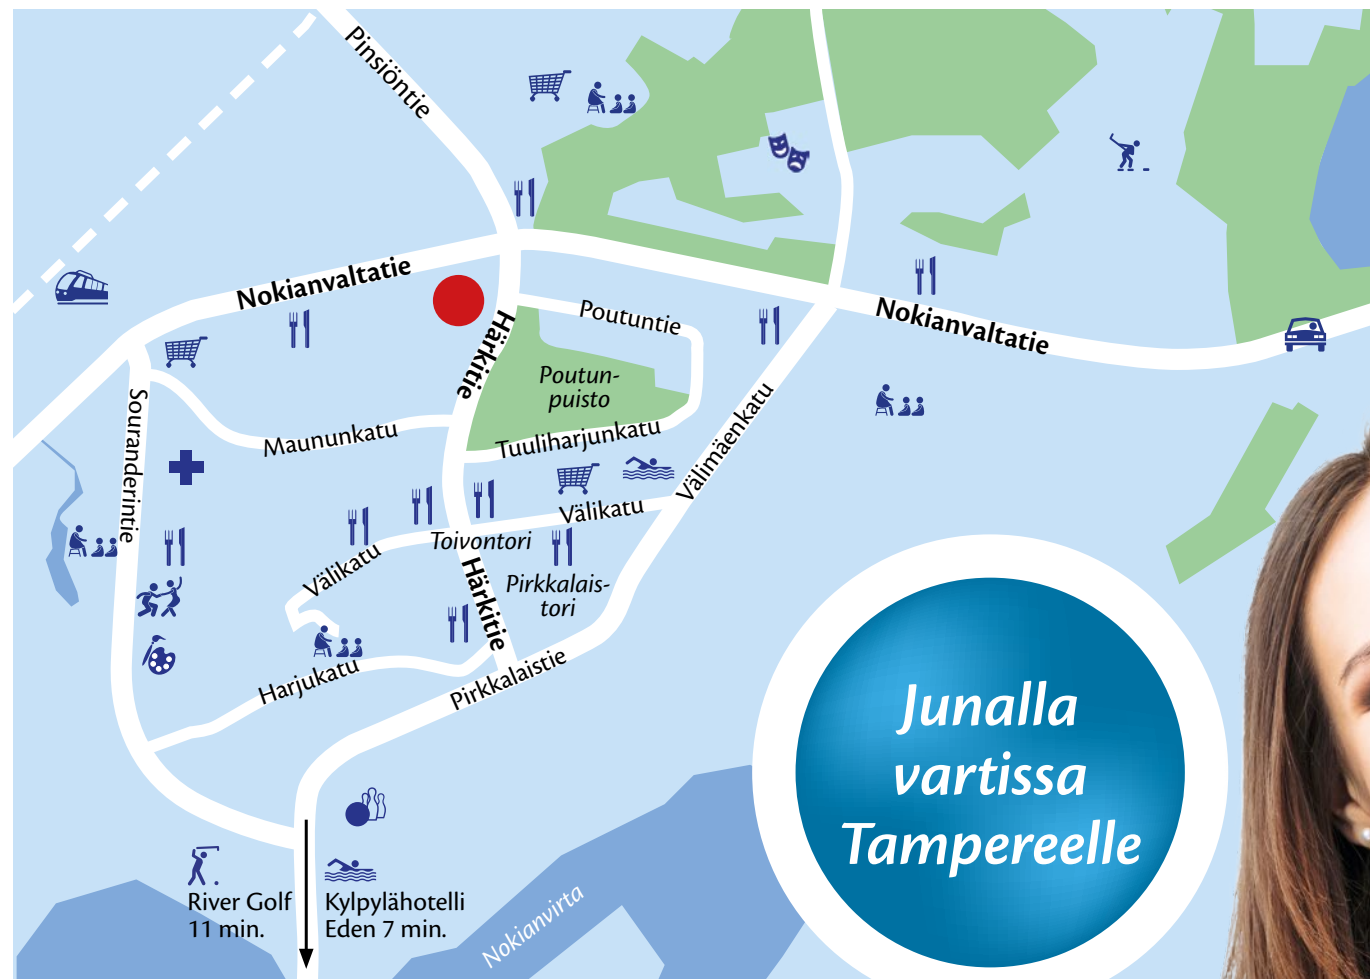 Pinsiöntie
Nokianvaltatie
Poutuntie
Nokianvaltatie
Härkitie
Poutun-
puisto
Souranderintie
Maununkatu
Tuuliharjunkatu
Välimäenkatu
Välikatu
Toivontori
Välikatu
Härkitie
Pirkkalais-
tori
Harjukatu
Pirkkalaistie
Junalla
vartissa
Tampereelle
River Golf
11 min.
Kylpylähotelli
Eden 7 min.
Nokianvirta